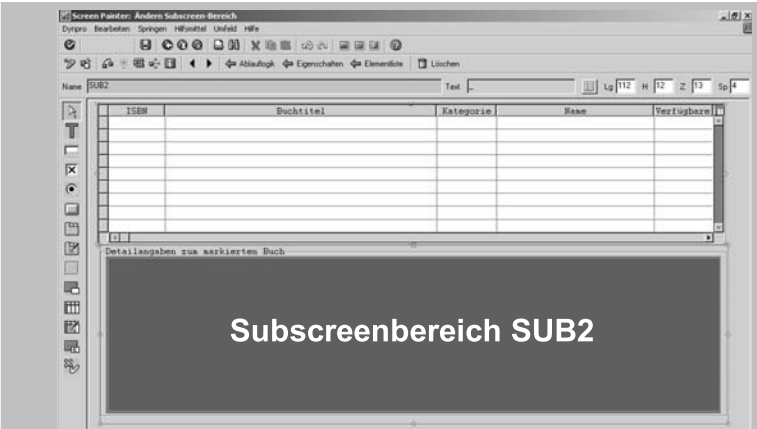 Screen Painter: Ändern Subscreen-Bereich
Dynpro Bearbeiten Springen Hilfsmittel Umfeld Hilfe
Ablauflogik Eigenschaften Elementliste Löschen
Name SUB2 Text _ Lg 112 H 12 Z 13 Sp 4
ISBN Buchtitel Kategorie Name Verfügbare
Detailangaben zum markierten Buch
Subscreenbereich SUB2